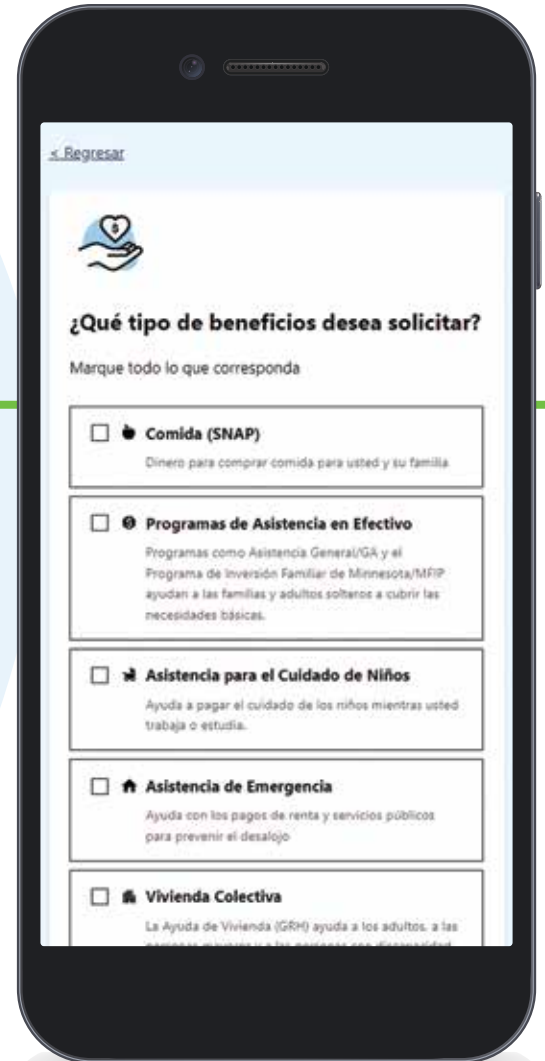 < Regresar
¿Qué tipo de beneficios desea solicitar?
Marque todo lo que corresponda
Comida (SNAP)
Dinero para comprar comida para usted y su familia
Programas de Asistencia en Efectivo
Programas como Asistencia General/GA y el
Programa de Inversión Familiar de Minnesota/MFIP
ayudan a las familias y adultos solteros a cubrir las
necesidades básicas.
Asistencia para el Cuidado de Niños
Ayuda a pagar el cuidado de los niños mientras usted
trabaja o estudia.
Asistencia de Emergencia
Ayuda con los pagos de renta y servicios públicos
para prevenir el desalojo
Vivienda Colectiva
La Ayuda de Vivienda (GRH) ayuda a los adultos, a las